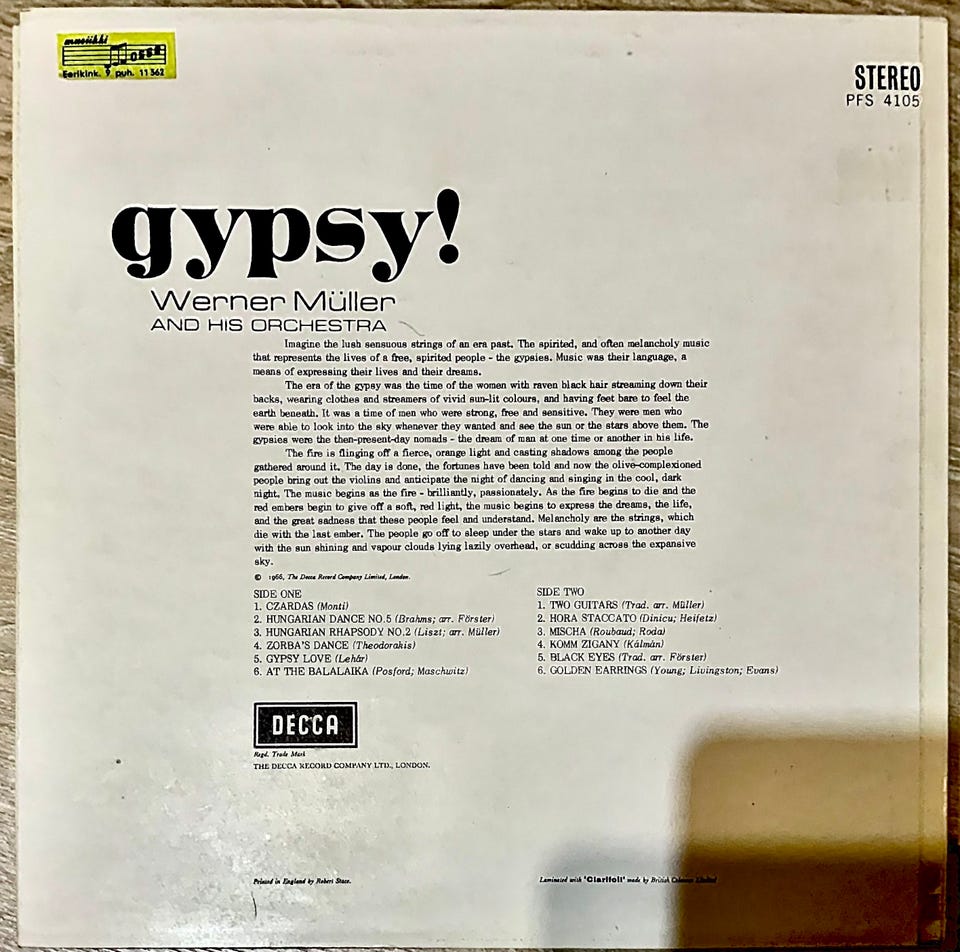 musiikki
Eerikink. 9 puh. 11 362
STEREO
PFS 4105
gypsy!
Werner Müller
AND HIS ORCHESTRA
Imagine the lush sensuous strings of an era past. The spirited, and often melancholy music
that represents the lives of a free, spirited people - the gypsies. Music was their language, a
means of expressing their lives and their dreams.
The era of the gypsy was the time of the women with raven black hair streaming down their
backs, wearing clothes and streamers of vivid sun-lit colours, and having feet bare to feel the
earth beneath. It was a time of men who were strong, free and sensitive. They were men who
were able to look into the sky whenever they wanted and see the sun or the stars above them. The
gypsies were the then-present-day nomads - the dream of man at one time or another in his life.
The fire is flinging off a fierce, orange light and casting shadows among the people
gathered around it. The day is done, the fortunes have been told and now the olive-complexioned
people bring out the violins and anticipate the night of dancing and singing in the cool, dark
night. The music begins as the fire - brilliantly, passionately. As the fire begins to die and the
red embers begin to give off a soft, red light, the music begins to express the dreams, the life,
and the great sadness that these people feel and understand. Melancholy are the strings, which
die with the last ember. The people go off to sleep under the stars and wake up to another day
with the sun shining and vapour clouds lying lazily overhead, or scudding across the expansive
sky.
© 1966, The Decca Record Company Limited, London.
SIDE ONE
1. CZARDAS (Monti)
2. HUNGARIAN DANCE NO.5 (Brahms; arr. Förster)
3. HUNGARIAN RHAPSODY NO.2 (Liszt; arr. Müller)
4. ZORBA'S DANCE (Theodorakis)
5. GYPSY LOVE (Lehár)
6. AT THE BALALAIKA (Posford; Maschwitz)
SIDE TWO
1. TWO GUITARS (Trad. arr. Müller)
2. HORA STACCATO (Dinicu; Heifetz)
3. MISCHA (Roubaud; Roda)
4. KOMM ZIGANY (Kálmán)
5. BLACK EYES (Trad. arr. Förster)
6. GOLDEN EARRINGS (Young; Livingston; Evans)
DECCA
Regd. Trade Mark
THE DECCA RECORD COMPANY LTD., LONDON.
Printed in England by Robert Stace.
Laminated with 'Clarifoil' made by British Celanese Limited